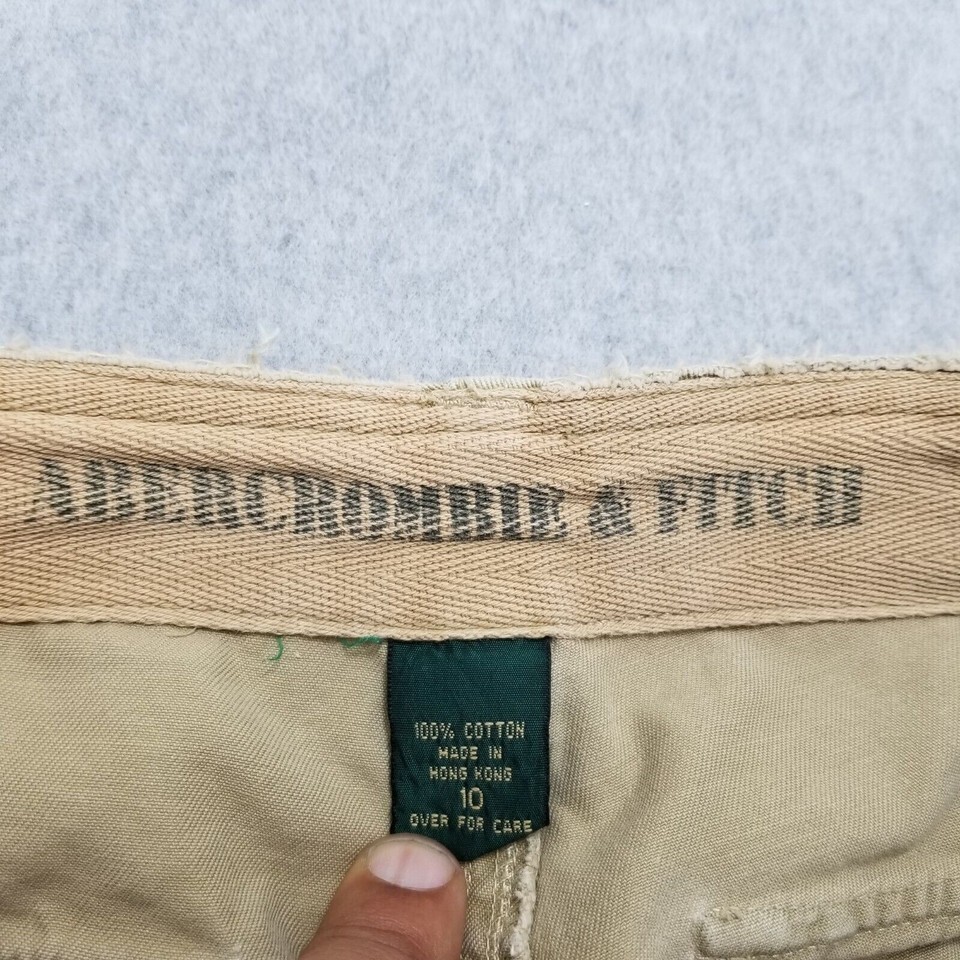 ABERCROMBIE & FITCH
100% COTTON
MADE IN
HONG KONG
10
OVER FOR CARE